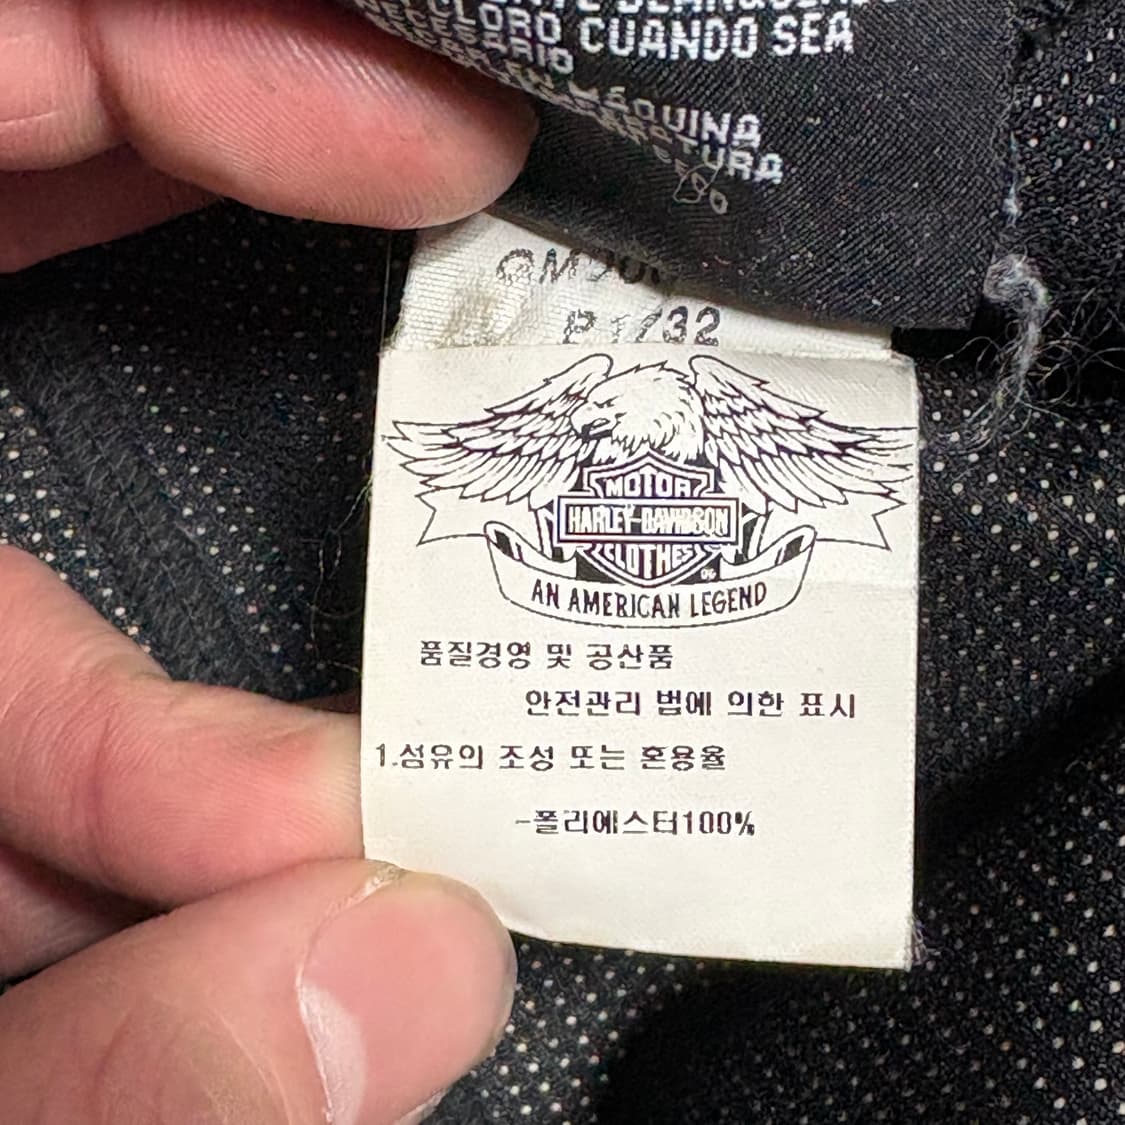 CLORO CUANDO SEA
MÁQUINA
32
MOTOR
HARLEY-DAVIDSON
CLOTHES
AN AMERICAN LEGEND
품질경영 및 공산품
안전관리 법에 의한 표시
1.섬유의 조성 또는 혼용율
-폴리에스터100%